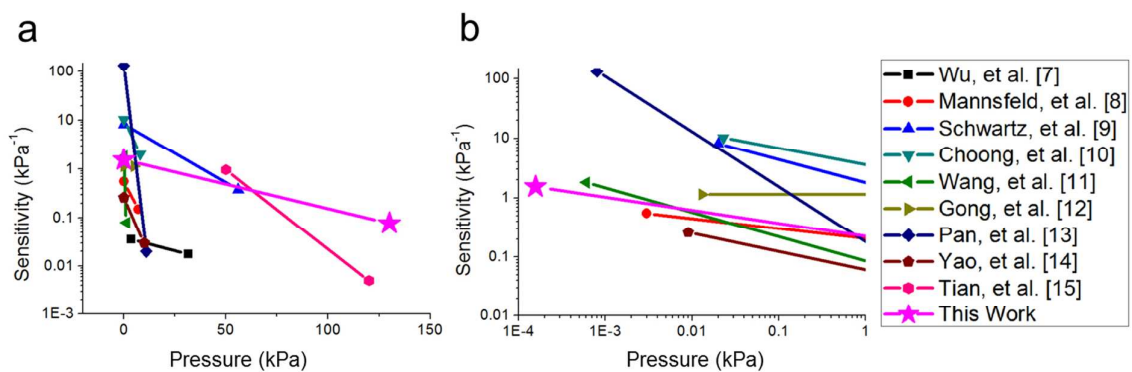 a
Sensitivity (kPa⁻¹)
100
10
1
0.1
0.01
1E-3
0
50
100
150
Pressure (kPa)
b
Sensitivity (kPa⁻¹)
100
10
1
0.1
0.01
1E-4
1E-3
0.01
0.1
1
Pressure (kPa)
Wu, et al. [7]
Mannsfeld, et al. [8]
Schwartz, et al. [9]
Choong, et al. [10]
Wang, et al. [11]
Gong, et al. [12]
Pan, et al. [13]
Yao, et al. [14]
Tian, et al. [15]
This Work